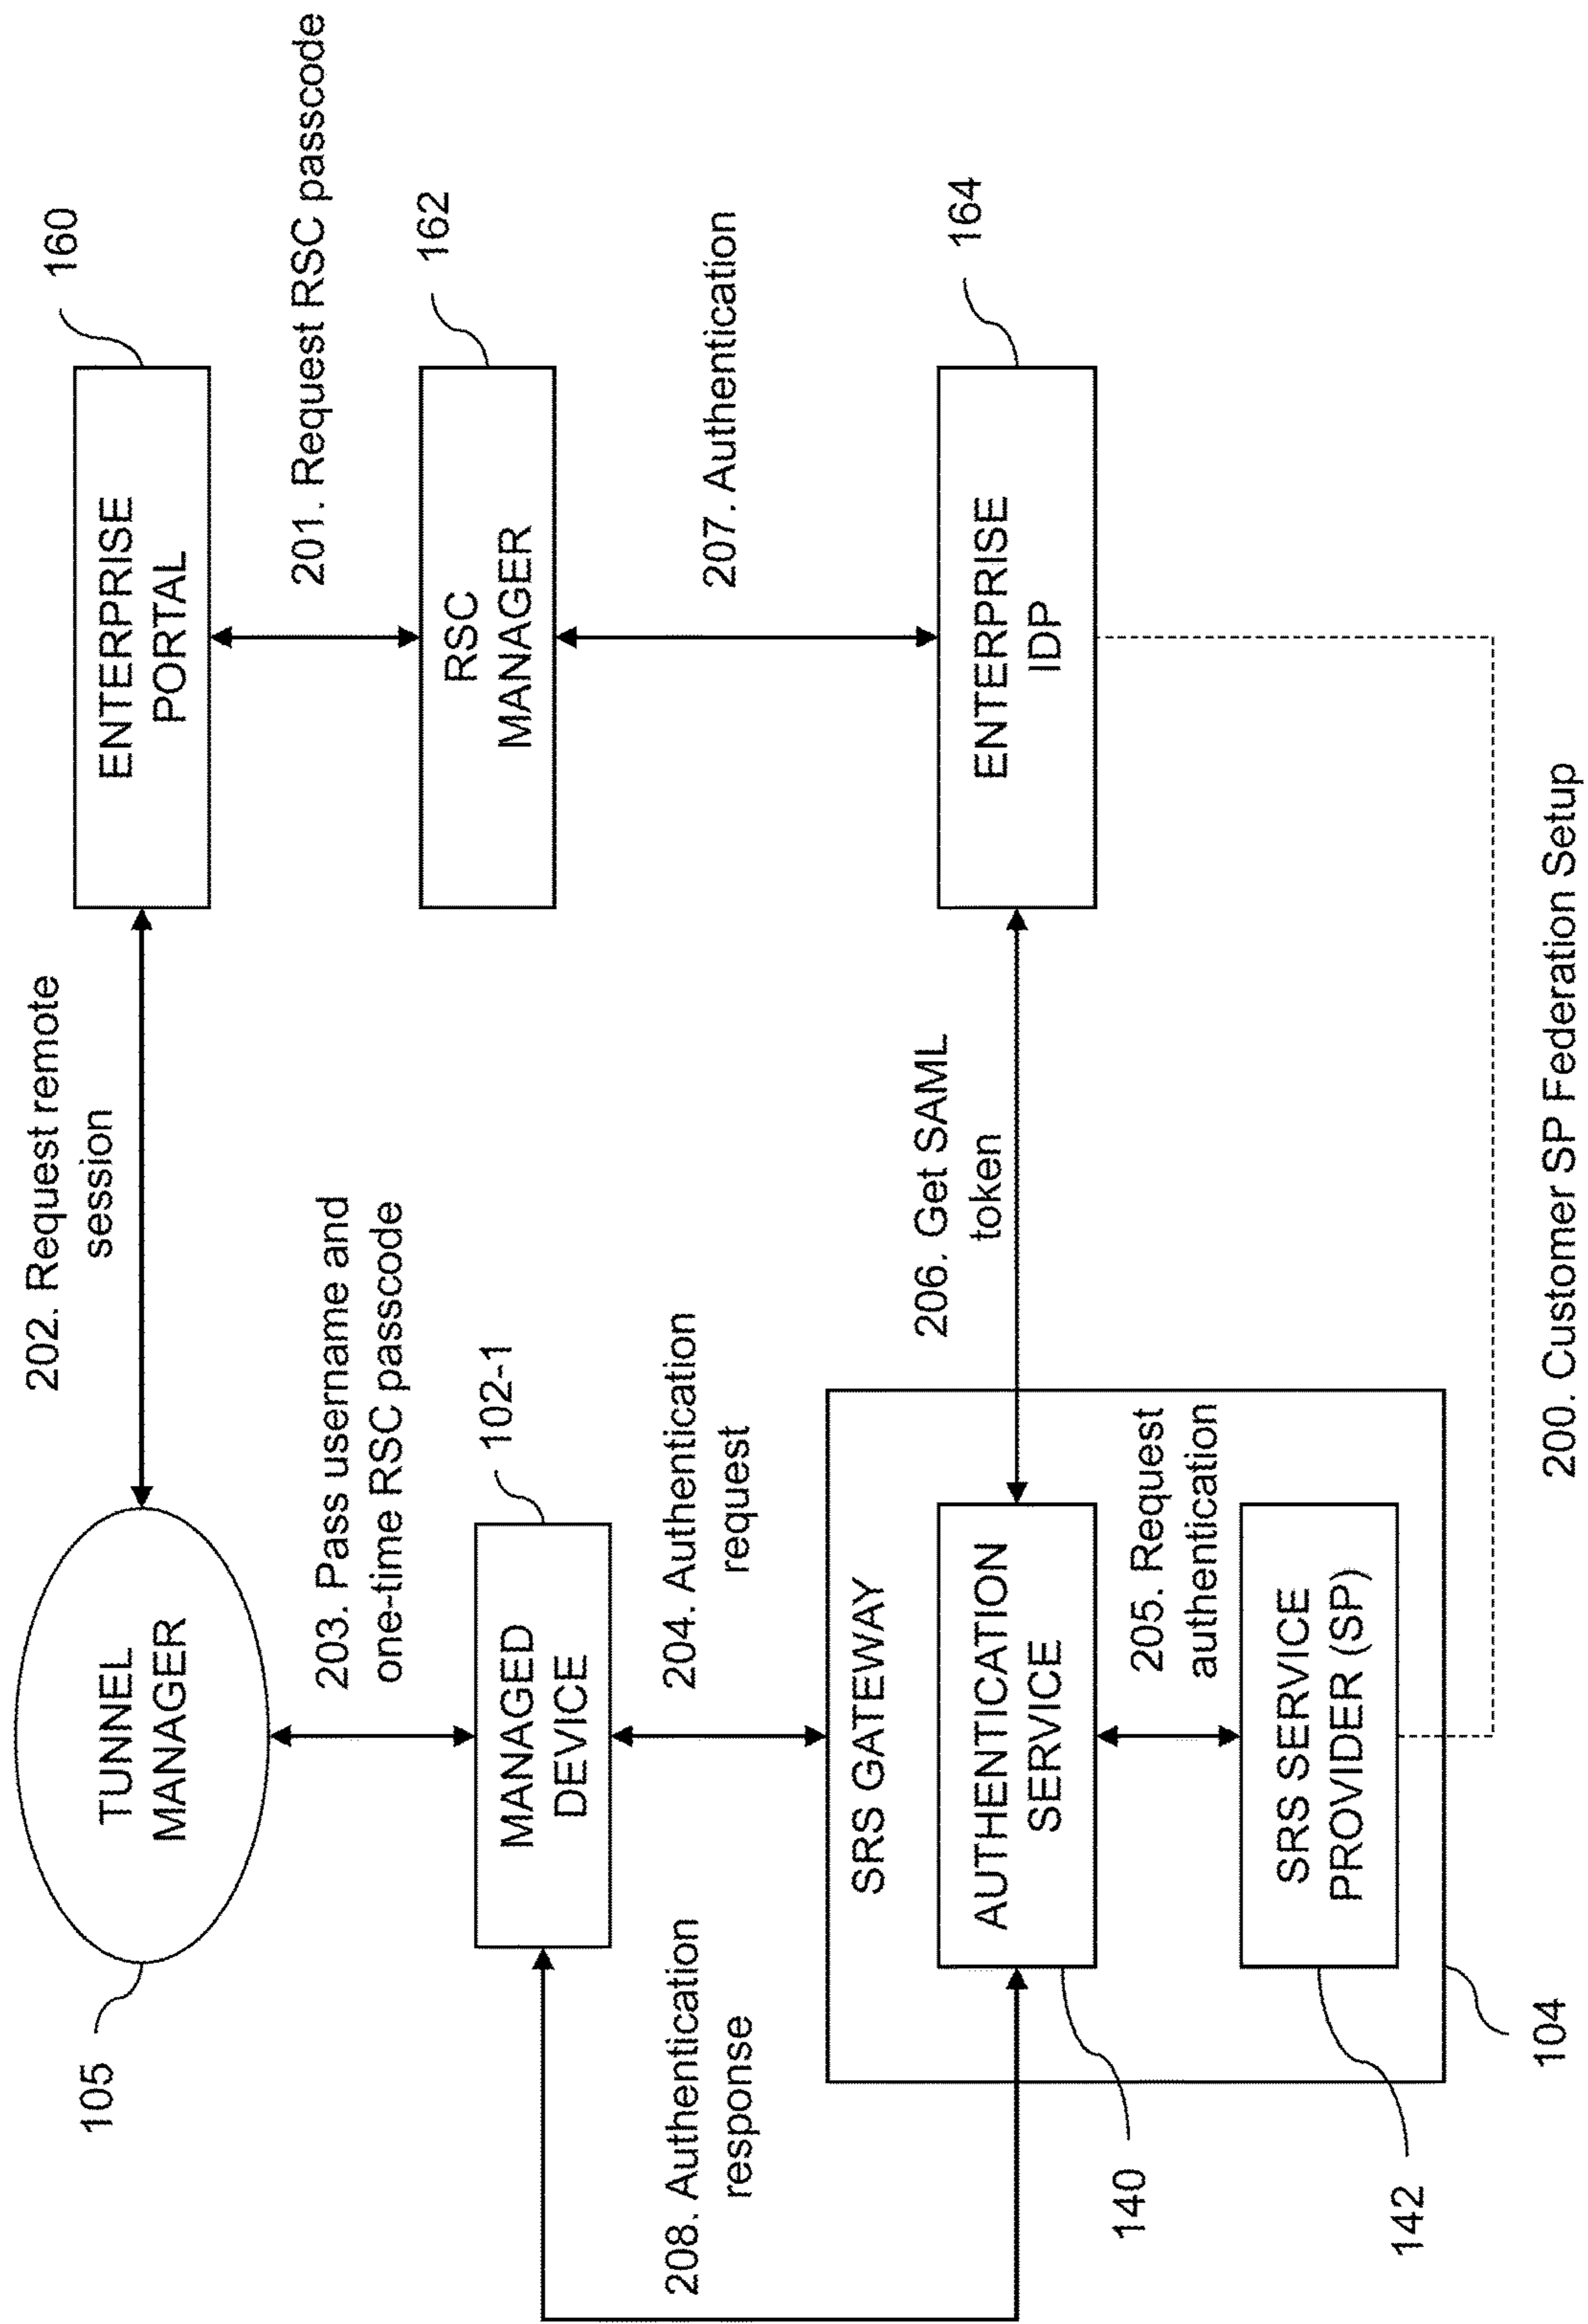 TUNNEL
MANAGER
105
202. Request remote
session
ENTERPRISE
PORTAL
160
203. Pass username and
one-time RSC passcode
201. Request RSC passcode
MANAGED
DEVICE
102-1
RSC
MANAGER
162
208. Authentication
response
204. Authentication
request
207. Authentication
SRS GATEWAY
AUTHENTICATION
SERVICE
140
206. Get SAML
token
ENTERPRISE
IDP
164
205. Request
authentication
SRS SERVICE
PROVIDER (SP)
142
104
200. Customer SP Federation Setup